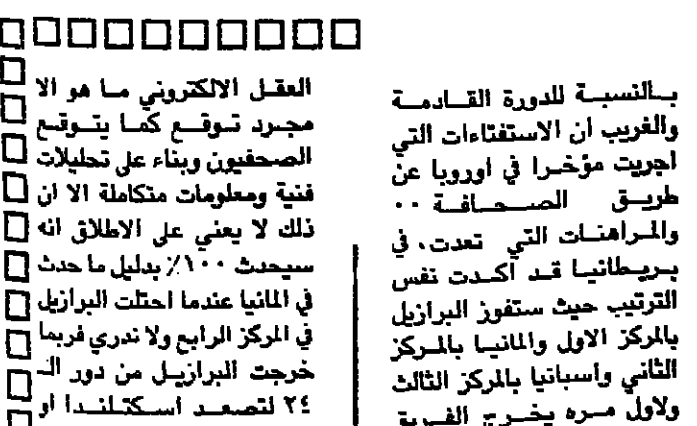 بالنسبة للدورة القادمة
والغريب ان الاستفتاءات التي
اجريت مؤخرا في اوروبا عن
طريق الصحافة ..
والمراهنات التي تعدت، في
بريطانيا قد اكدت نفس
الترتيب حيث ستفوز البرازيل
بالمركز الاول والمانيا بالمركز
الثاني واسبانيا بالمركز الثالث
ولاول مره يخرج الفريق
العقل الالكتروني ما هو الا
مجرد توقع كما يتوقع
الصحفيون وبناء على تحليلات
فنية ومعلومات متكاملة الا ان
ذلك لا يعني على الاطلاق انه
سيحدث ١٠٠٪ بدليل ما حدث
في المانيا عندما احتلت البرازيل
في المركز الرابع ولا ندري فربما
خرجت البرازيل من دور الـ
٢٤ لتصعد اسكتلندا او